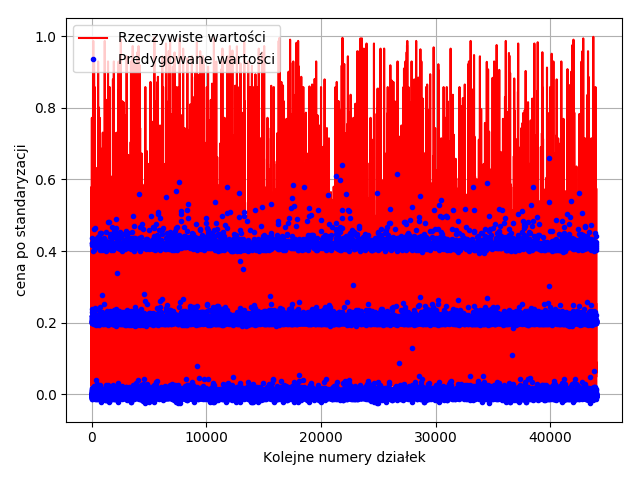 Rzeczywiste wartości
Predygowane wartości
cena po standaryzacji
1.0
0.8
0.6
0.4
0.2
0.0
0
10000
20000
30000
40000
Kolejne numery działek